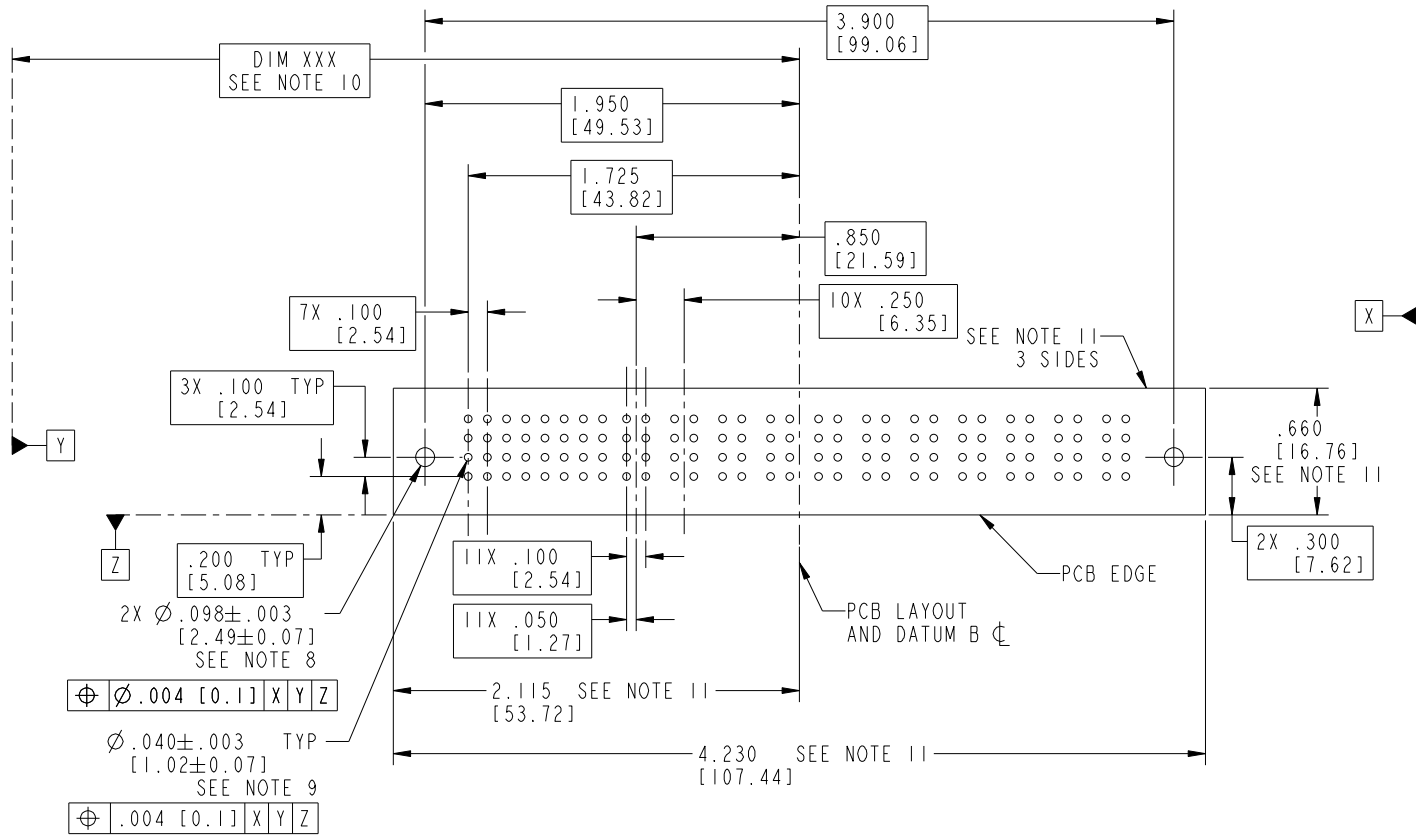 3.900
[99.06]
DIM XXX
SEE NOTE 10
1.950
[49.53]
1.725
[43.82]
.850
[21.59]
7X .100
[2.54]
10X .250
[6.35]
X
SEE NOTE 11
3 SIDES
3X .100 TYP
[2.54]
.660
[16.76]
SEE NOTE 11
Y
Z
.200 TYP
[5.08]
11X .100
[2.54]
2X .300
[7.62]
PCB EDGE
2X Ø .098±.003
[2.49±0.07]
SEE NOTE 8
11X .050
[1.27]
PCB LAYOUT
AND DATUM B ℄
⌖ Ø .004 [0.1] X Y Z
2.115 SEE NOTE 11
[53.72]
Ø .040±.003 TYP
[1.02±0.07]
SEE NOTE 9
4.230 SEE NOTE 11
[107.44]
⌖ .004 [0.1] X Y Z